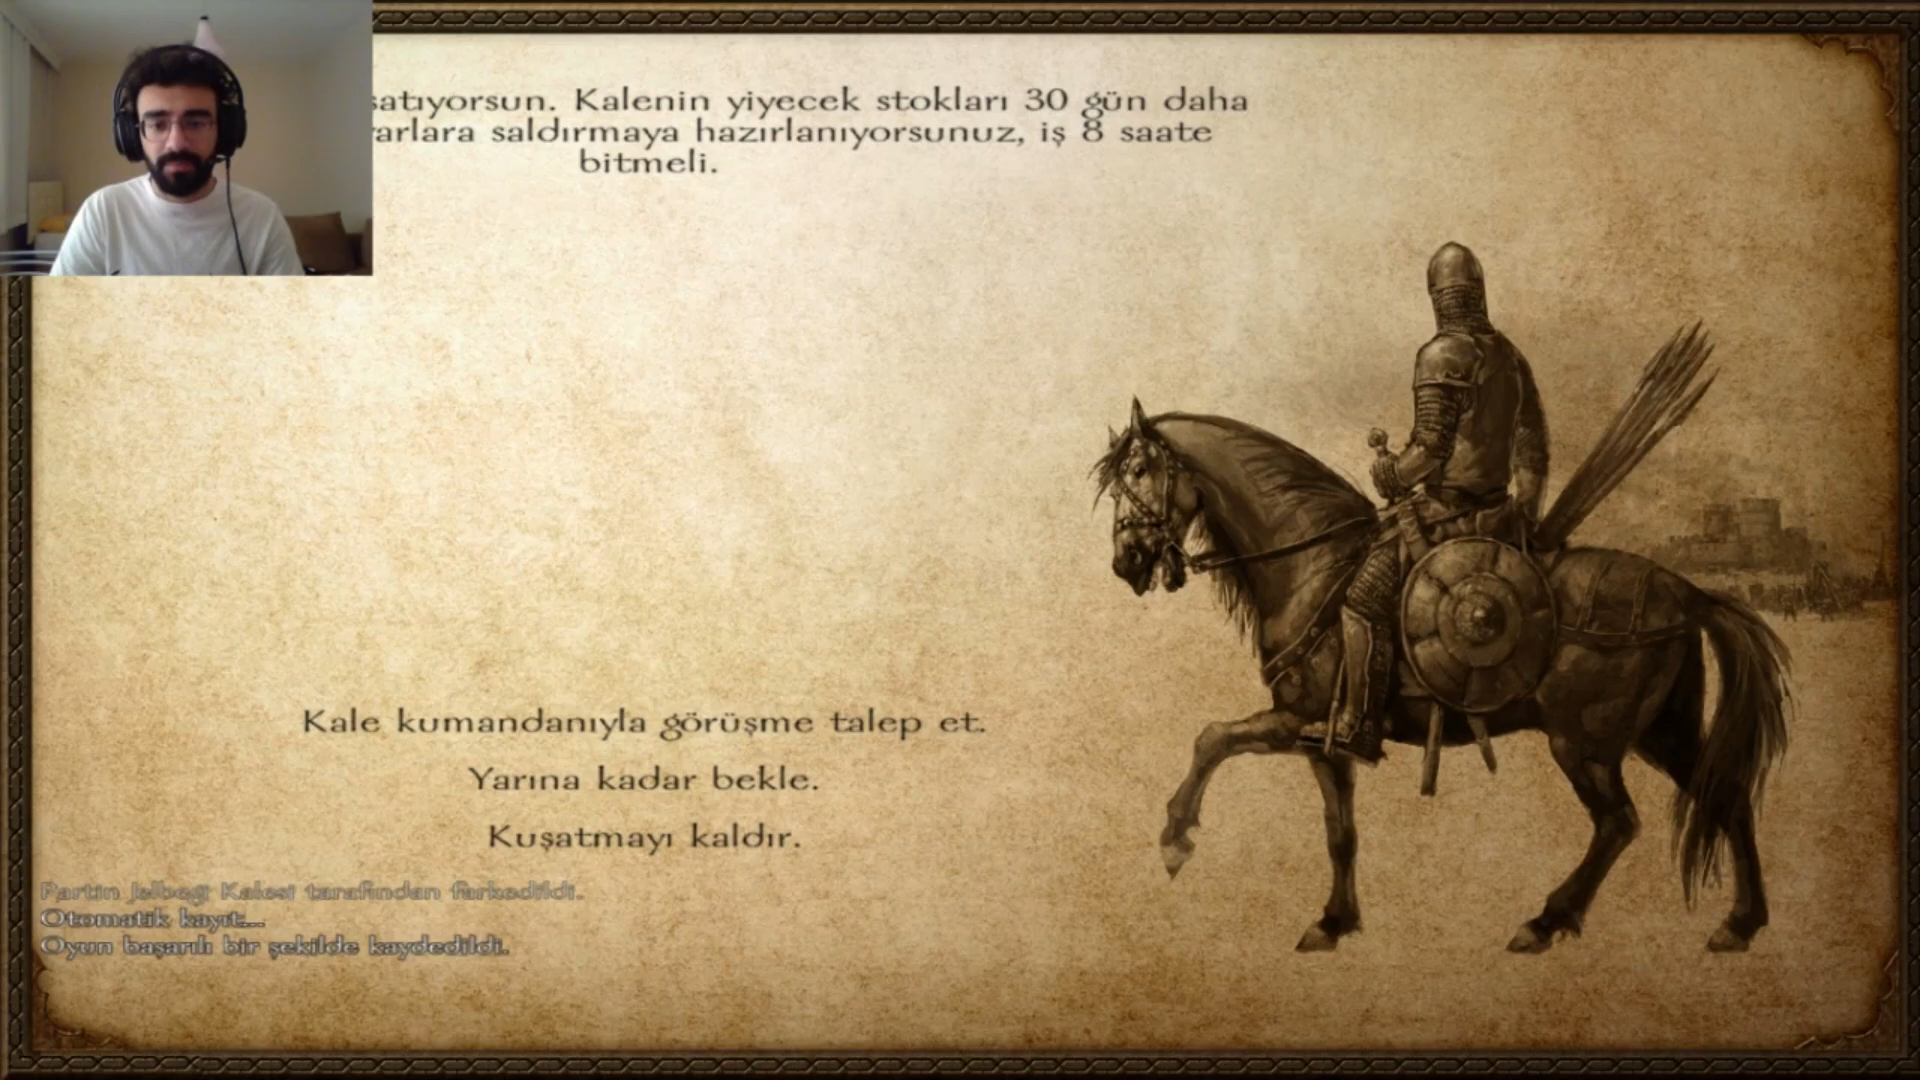 satıyorsun. Kalenin yiyecek stokları 30 gün daha
varlara saldırmaya hazırlanıyorsunuz, iş 8 saate
bitmeli.
Kale kumandanıyla görüşme talep et.
Yarına kadar bekle.
Kuşatmayı kaldır.
Partin Jelbegi Kalesi tarafından farkedildi.
Otomatik kayıt...
Oyun başarılı bir şekilde kaydedildi.